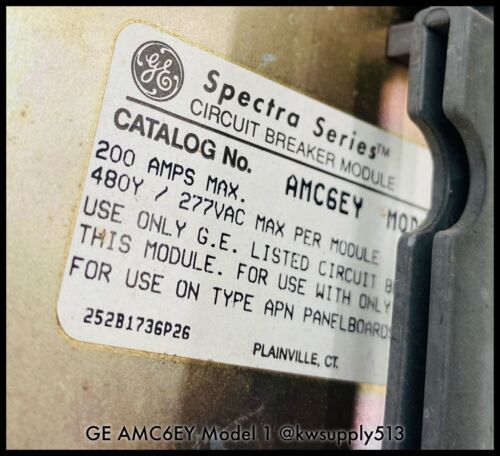 GE
Spectra Series™
CIRCUIT BREAKER MODULE
CATALOG No. AMC6EY MOD
200 AMPS MAX.
480Y / 277VAC MAX PER MODULE
USE ONLY G.E. LISTED CIRCUIT B
THIS MODULE. FOR USE WITH ONLY
FOR USE ON TYPE APN PANELBOARDS
252B1736P26
PLAINVILLE, CT.
GE AMC6EY Model 1 @kwsupply513